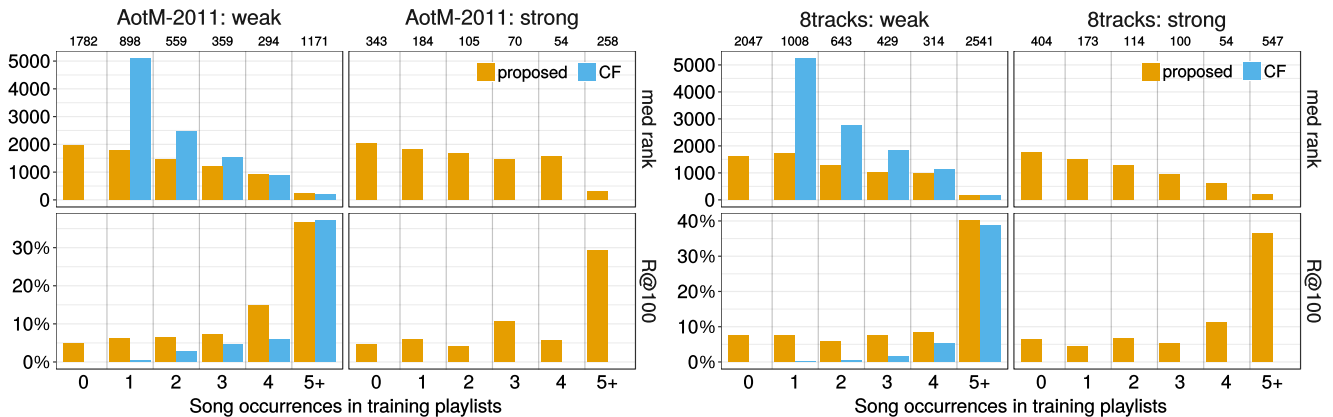 AotM-2011: weak
AotM-2011: strong
1782 898 559 359 294 1171
343 184 105 70 54 258
5000
4000
3000
2000
1000
0
proposed CF
med rank
30%
20%
10%
0%
R@100
0 1 2 3 4 5+
0 1 2 3 4 5+
Song occurrences in training playlists
8tracks: weak
8tracks: strong
2047 1008 643 429 314 2541
404 173 114 100 54 547
5000
4000
3000
2000
1000
0
proposed CF
med rank
40%
30%
20%
10%
0%
R@100
0 1 2 3 4 5+
0 1 2 3 4 5+
Song occurrences in training playlists